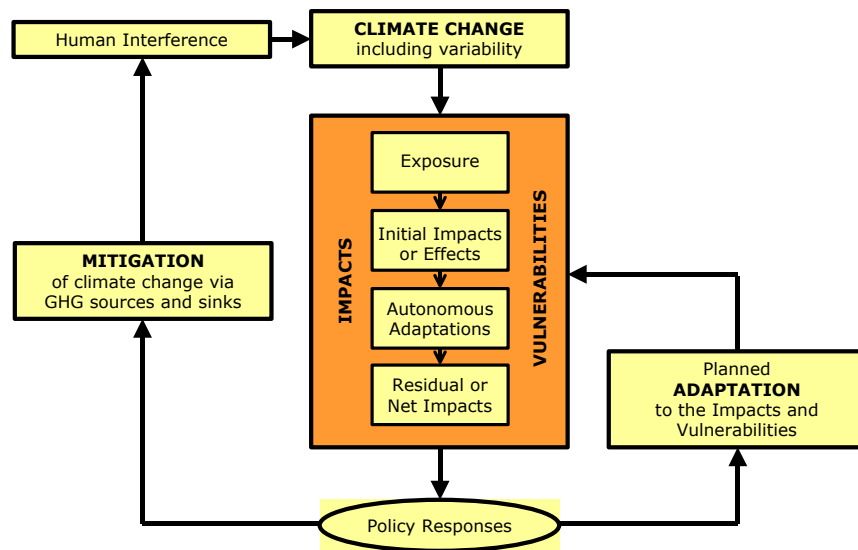 Human Interference
CLIMATE CHANGE
including variability
IMPACTS
Exposure
Initial Impacts
or Effects
Autonomous
Adaptations
Residual or
Net Impacts
VULNERABILITIES
MITIGATION
of climate change via
GHG sources and sinks
Planned
ADAPTATION
to the Impacts and
Vulnerabilities
Policy Responses